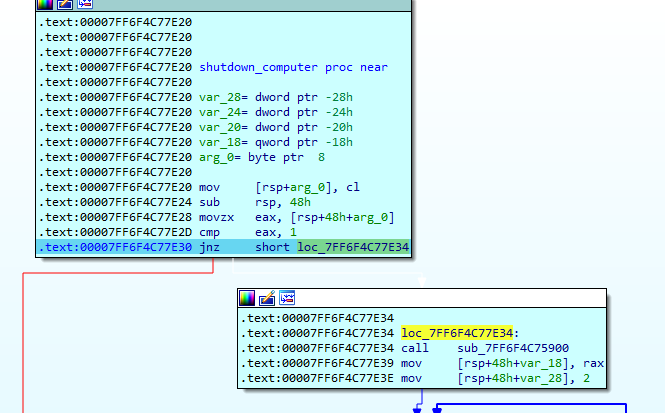 .text:00007FF6F4C77E20
.text:00007FF6F4C77E20
.text:00007FF6F4C77E20
.text:00007FF6F4C77E20 shutdown_computer proc near
.text:00007FF6F4C77E20
.text:00007FF6F4C77E20 var_28= dword ptr -28h
.text:00007FF6F4C77E20 var_24= dword ptr -24h
.text:00007FF6F4C77E20 var_20= dword ptr -20h
.text:00007FF6F4C77E20 var_18= qword ptr -18h
.text:00007FF6F4C77E20 arg_0= byte ptr  8
.text:00007FF6F4C77E20
.text:00007FF6F4C77E20 mov     [rsp+arg_0], cl
.text:00007FF6F4C77E24 sub     rsp, 48h
.text:00007FF6F4C77E28 movzx   eax, [rsp+48h+arg_0]
.text:00007FF6F4C77E2D cmp     eax, 1
.text:00007FF6F4C77E30 jnz     short loc_7FF6F4C77E34
.text:00007FF6F4C77E34
.text:00007FF6F4C77E34 loc_7FF6F4C77E34:
.text:00007FF6F4C77E34 call    sub_7FF6F4C75900
.text:00007FF6F4C77E39 mov     [rsp+48h+var_18], rax
.text:00007FF6F4C77E3E mov     [rsp+48h+var_28], 2